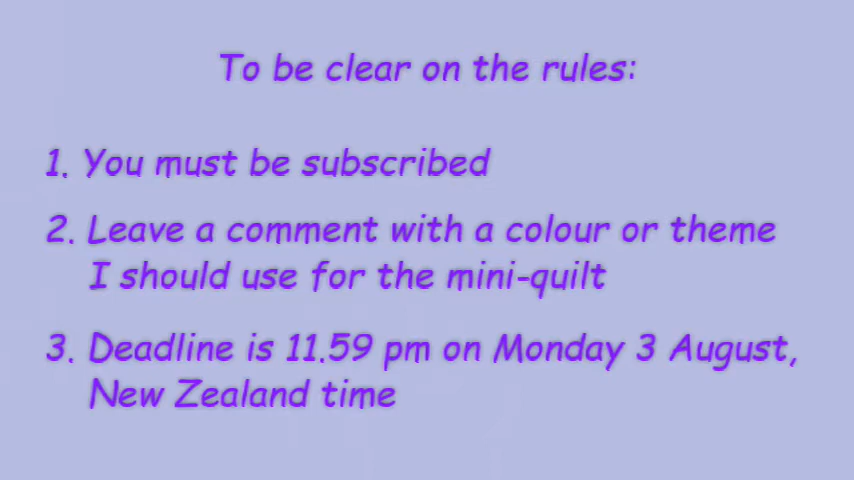 To be clear on the rules:
1. You must be subscribed
2. Leave a comment with a colour or theme
I should use for the mini-quilt
3. Deadline is 11.59 pm on Monday 3 August,
New Zealand time